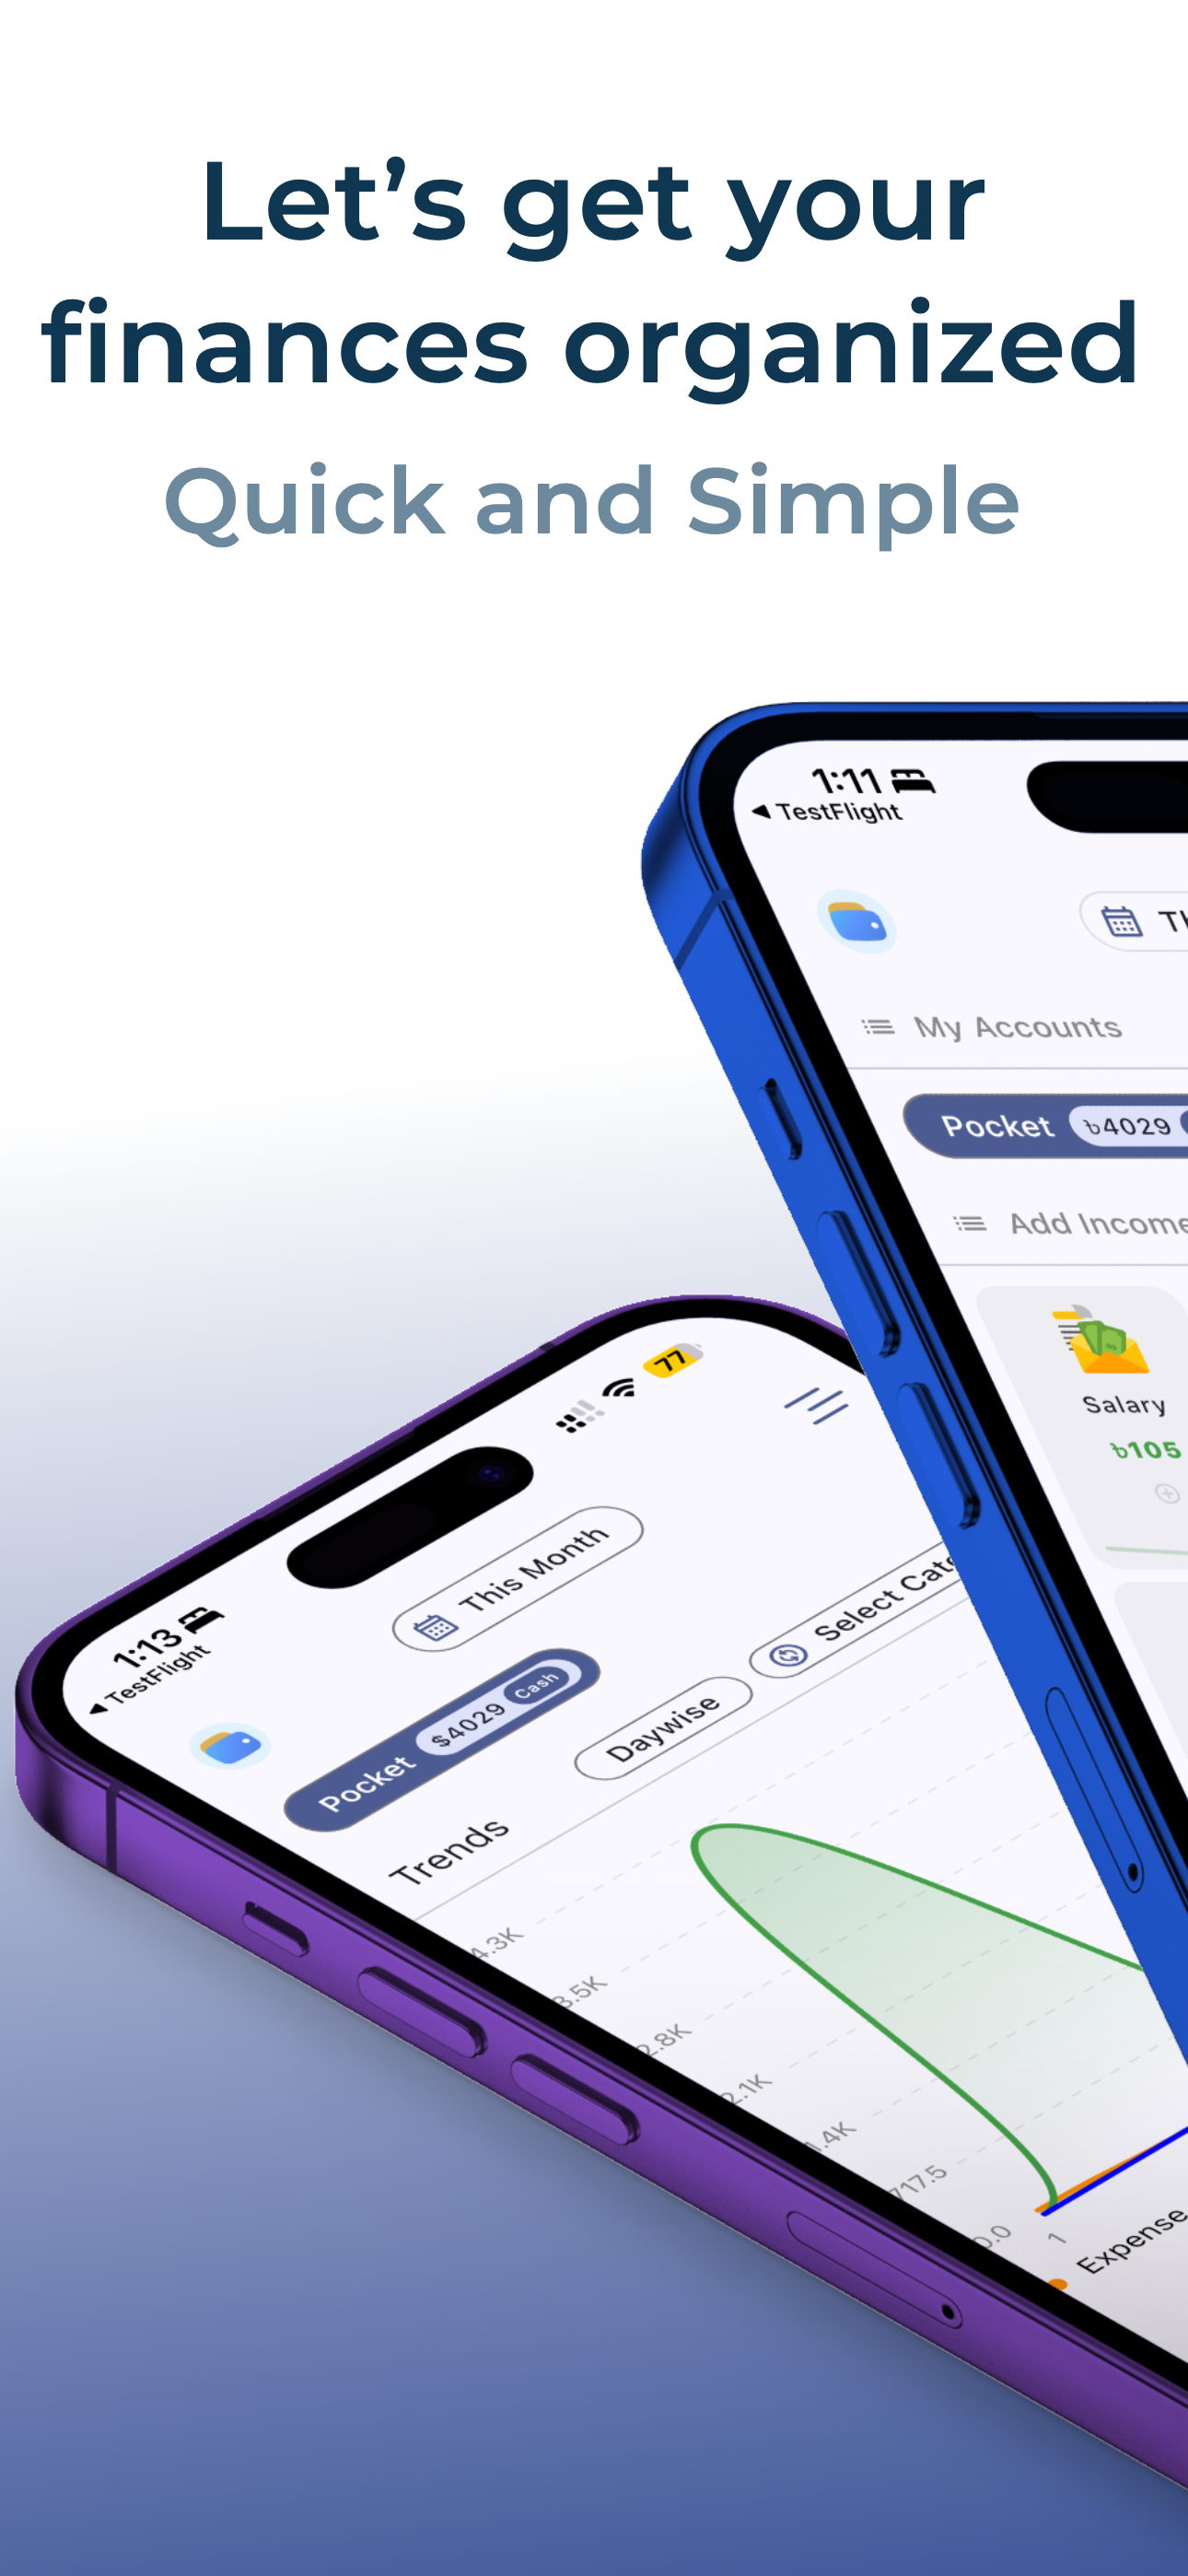 Let’s get your
finances organized
Quick and Simple
1:11
◀ TestFlight
My Accounts
Pocket ৳4029
Add Income
Salary
৳105
77
This Month
1:13
◀ TestFlight
Pocket $4029 Cash
Daywise
Select Cate
Trends
4.3K
3.5K
2.8K
2.1K
1.4K
717.5
0.0
1
Expense